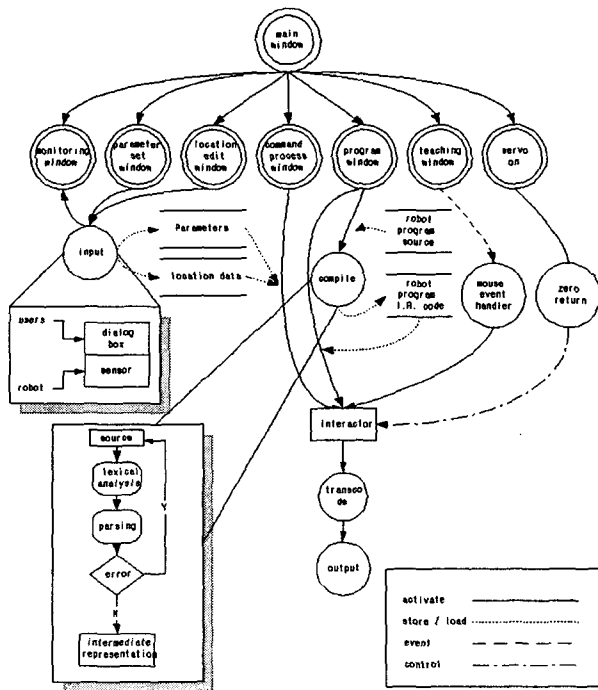 main
window
monitoring
window
parameter
set
window
location
edit
window
command
process
window
program
window
teaching
window
servo
on
input
Parameters
location data
robot
program
source
compile
robot
program
I.R. code
mouse
event
handler
zero
return
users
dialog
box
robot
sensor
interactor
source
lexical
analysis
parsing
Y
error
N
intermediate
representation
transcode
output
activate
store / load
event
control